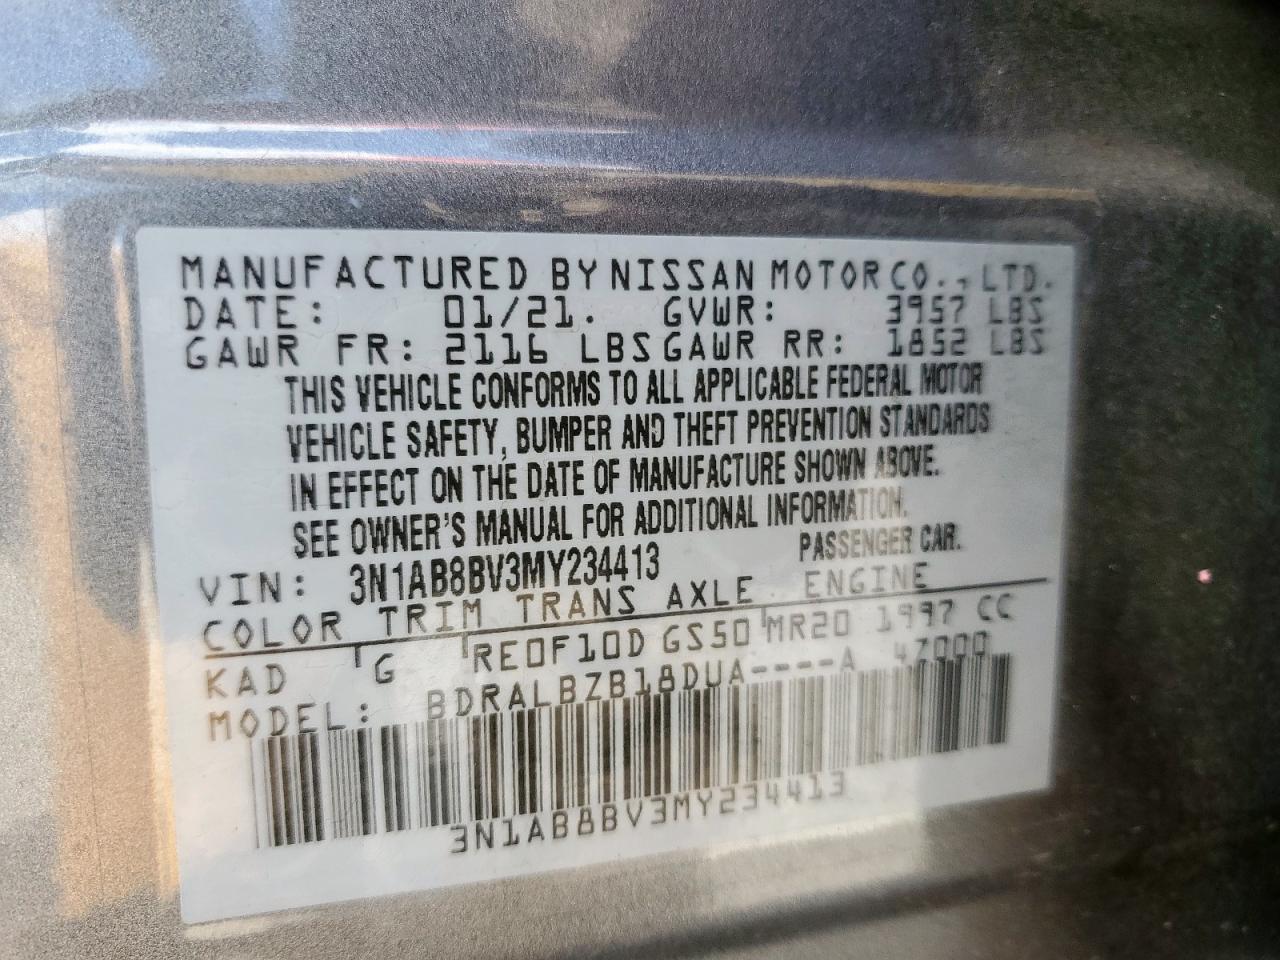 MANUFACTURED BY NISSAN MOTOR CO., LTD.
DATE: 01/21. GVWR: 3957 LBS
GAWR FR: 2116 LBS GAWR RR: 1852 LBS
THIS VEHICLE CONFORMS TO ALL APPLICABLE FEDERAL MOTOR
VEHICLE SAFETY, BUMPER AND THEFT PREVENTION STANDARDS
IN EFFECT ON THE DATE OF MANUFACTURE SHOWN ABOVE.
SEE OWNER'S MANUAL FOR ADDITIONAL INFORMATION.
VIN: 3N1AB8BV3MY234413 PASSENGER CAR.
COLOR TRIM TRANS AXLE ENGINE
KAD G RE0F10D GS50 MR20 1997 CC
MODEL: BDRALBZB18DUA----A 47000
3N1AB8BV3MY234413